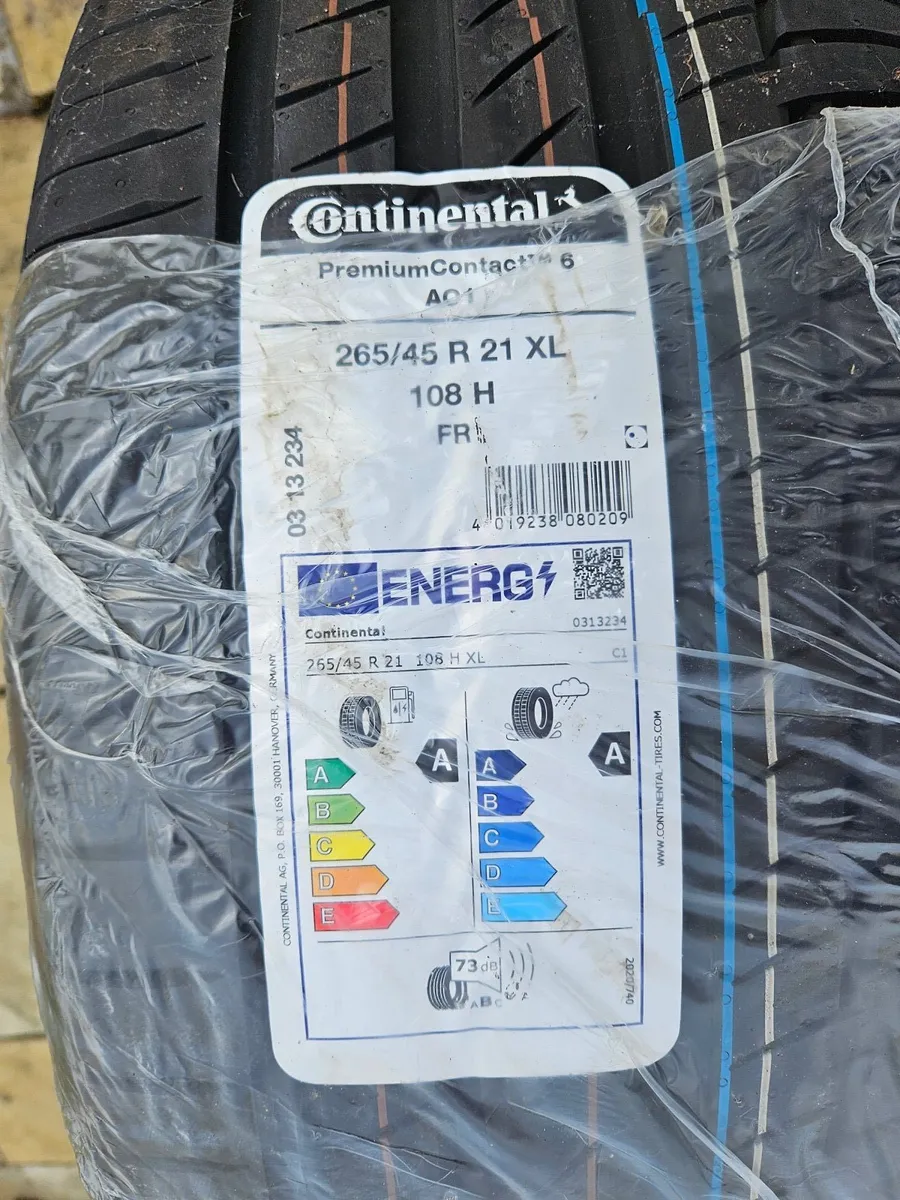 Continental
PremiumContact™ 6
AO1
265/45 R 21 XL
108 H
FR
03 13 234
4 019238 080209
ENERG
Continental
0313234
265/45 R 21 108 H XL
C1
A
A
A
B
C
D
E
A
B
C
D
E
73 dB
ABC
2020/740
CONTINENTAL AG, P.O. BOX 169, 30001 HANOVER, GERMANY
WWW.CONTINENTAL-TIRES.COM